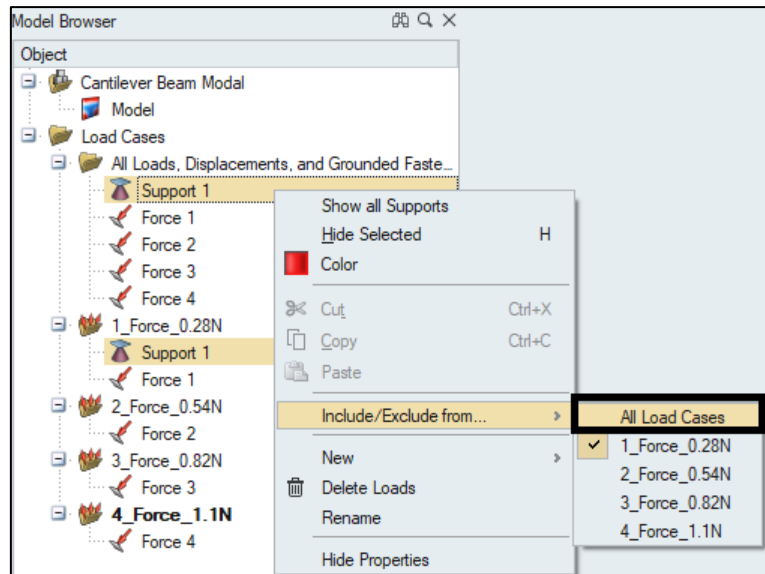 Model Browser
Object
Cantilever Beam Modal
Model
Load Cases
All Loads, Displacements, and Grounded Faste...
Support 1
Force 1
Force 2
Force 3
Force 4
1_Force_0.28N
Support 1
Force 1
2_Force_0.54N
Force 2
3_Force_0.82N
Force 3
4_Force_1.1N
Force 4
Show all Supports
Hide Selected H
Color
Cut Ctrl+X
Copy Ctrl+C
Paste
Include/Exclude from...
New
Delete Loads
Rename
Hide Properties
All Load Cases
1_Force_0.28N
2_Force_0.54N
3_Force_0.82N
4_Force_1.1N